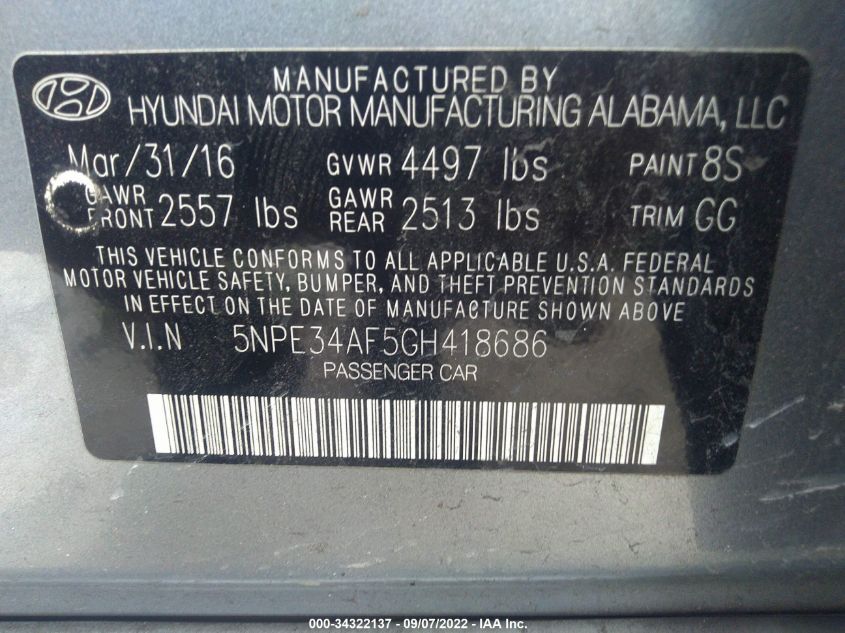 MANUFACTURED BY
HYUNDAI MOTOR MANUFACTURING ALABAMA, LLC
Mar/31/16 GVWR 4497 lbs PAINT 8S
GAWR FRONT 2557 lbs GAWR REAR 2513 lbs TRIM GG
THIS VEHICLE CONFORMS TO ALL APPLICABLE U.S.A. FEDERAL
MOTOR VEHICLE SAFETY, BUMPER, AND THEFT PREVENTION STANDARDS
IN EFFECT ON THE DATE OF MANUFACTURE SHOWN ABOVE
V.I.N 5NPE34AF5GH418686
PASSENGER CAR
000-34322137 - 09/07/2022 - IAA Inc.